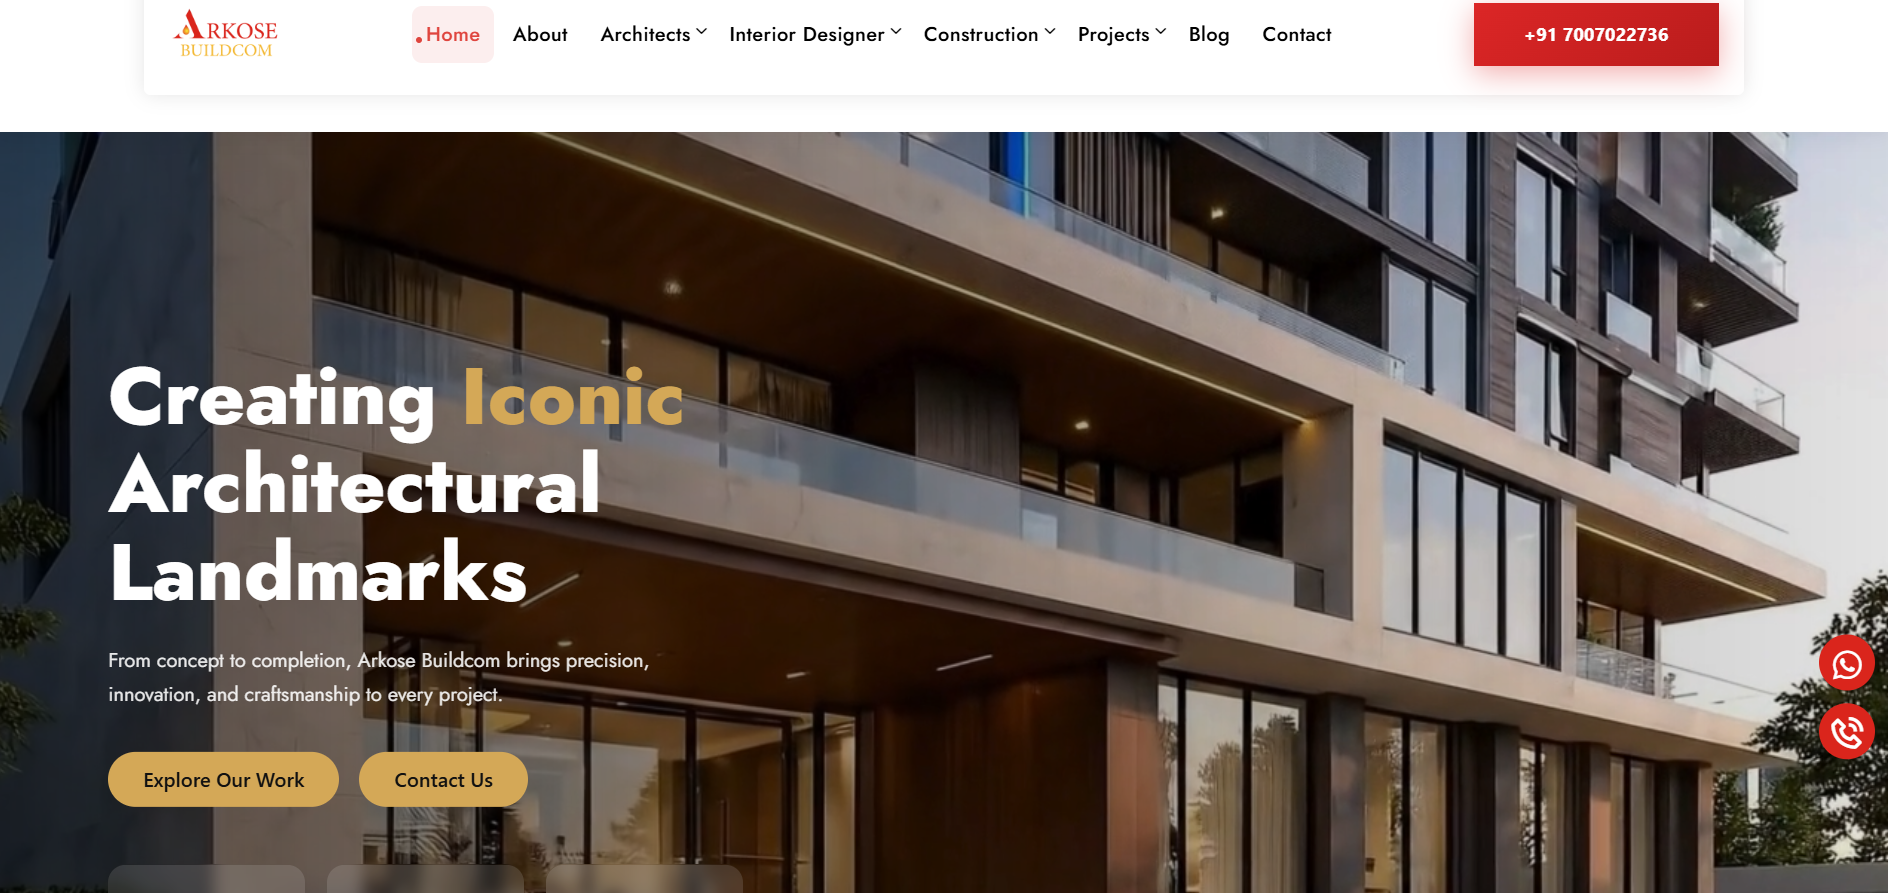 ARKOSE
BUILDCOM
Home
About
Architects
Interior Designer
Construction
Projects
Blog
Contact
+91 7007022736
Creating Iconic
Architectural
Landmarks
From concept to completion, Arkose Buildcom brings precision,
innovation, and craftsmanship to every project.
Explore Our Work
Contact Us